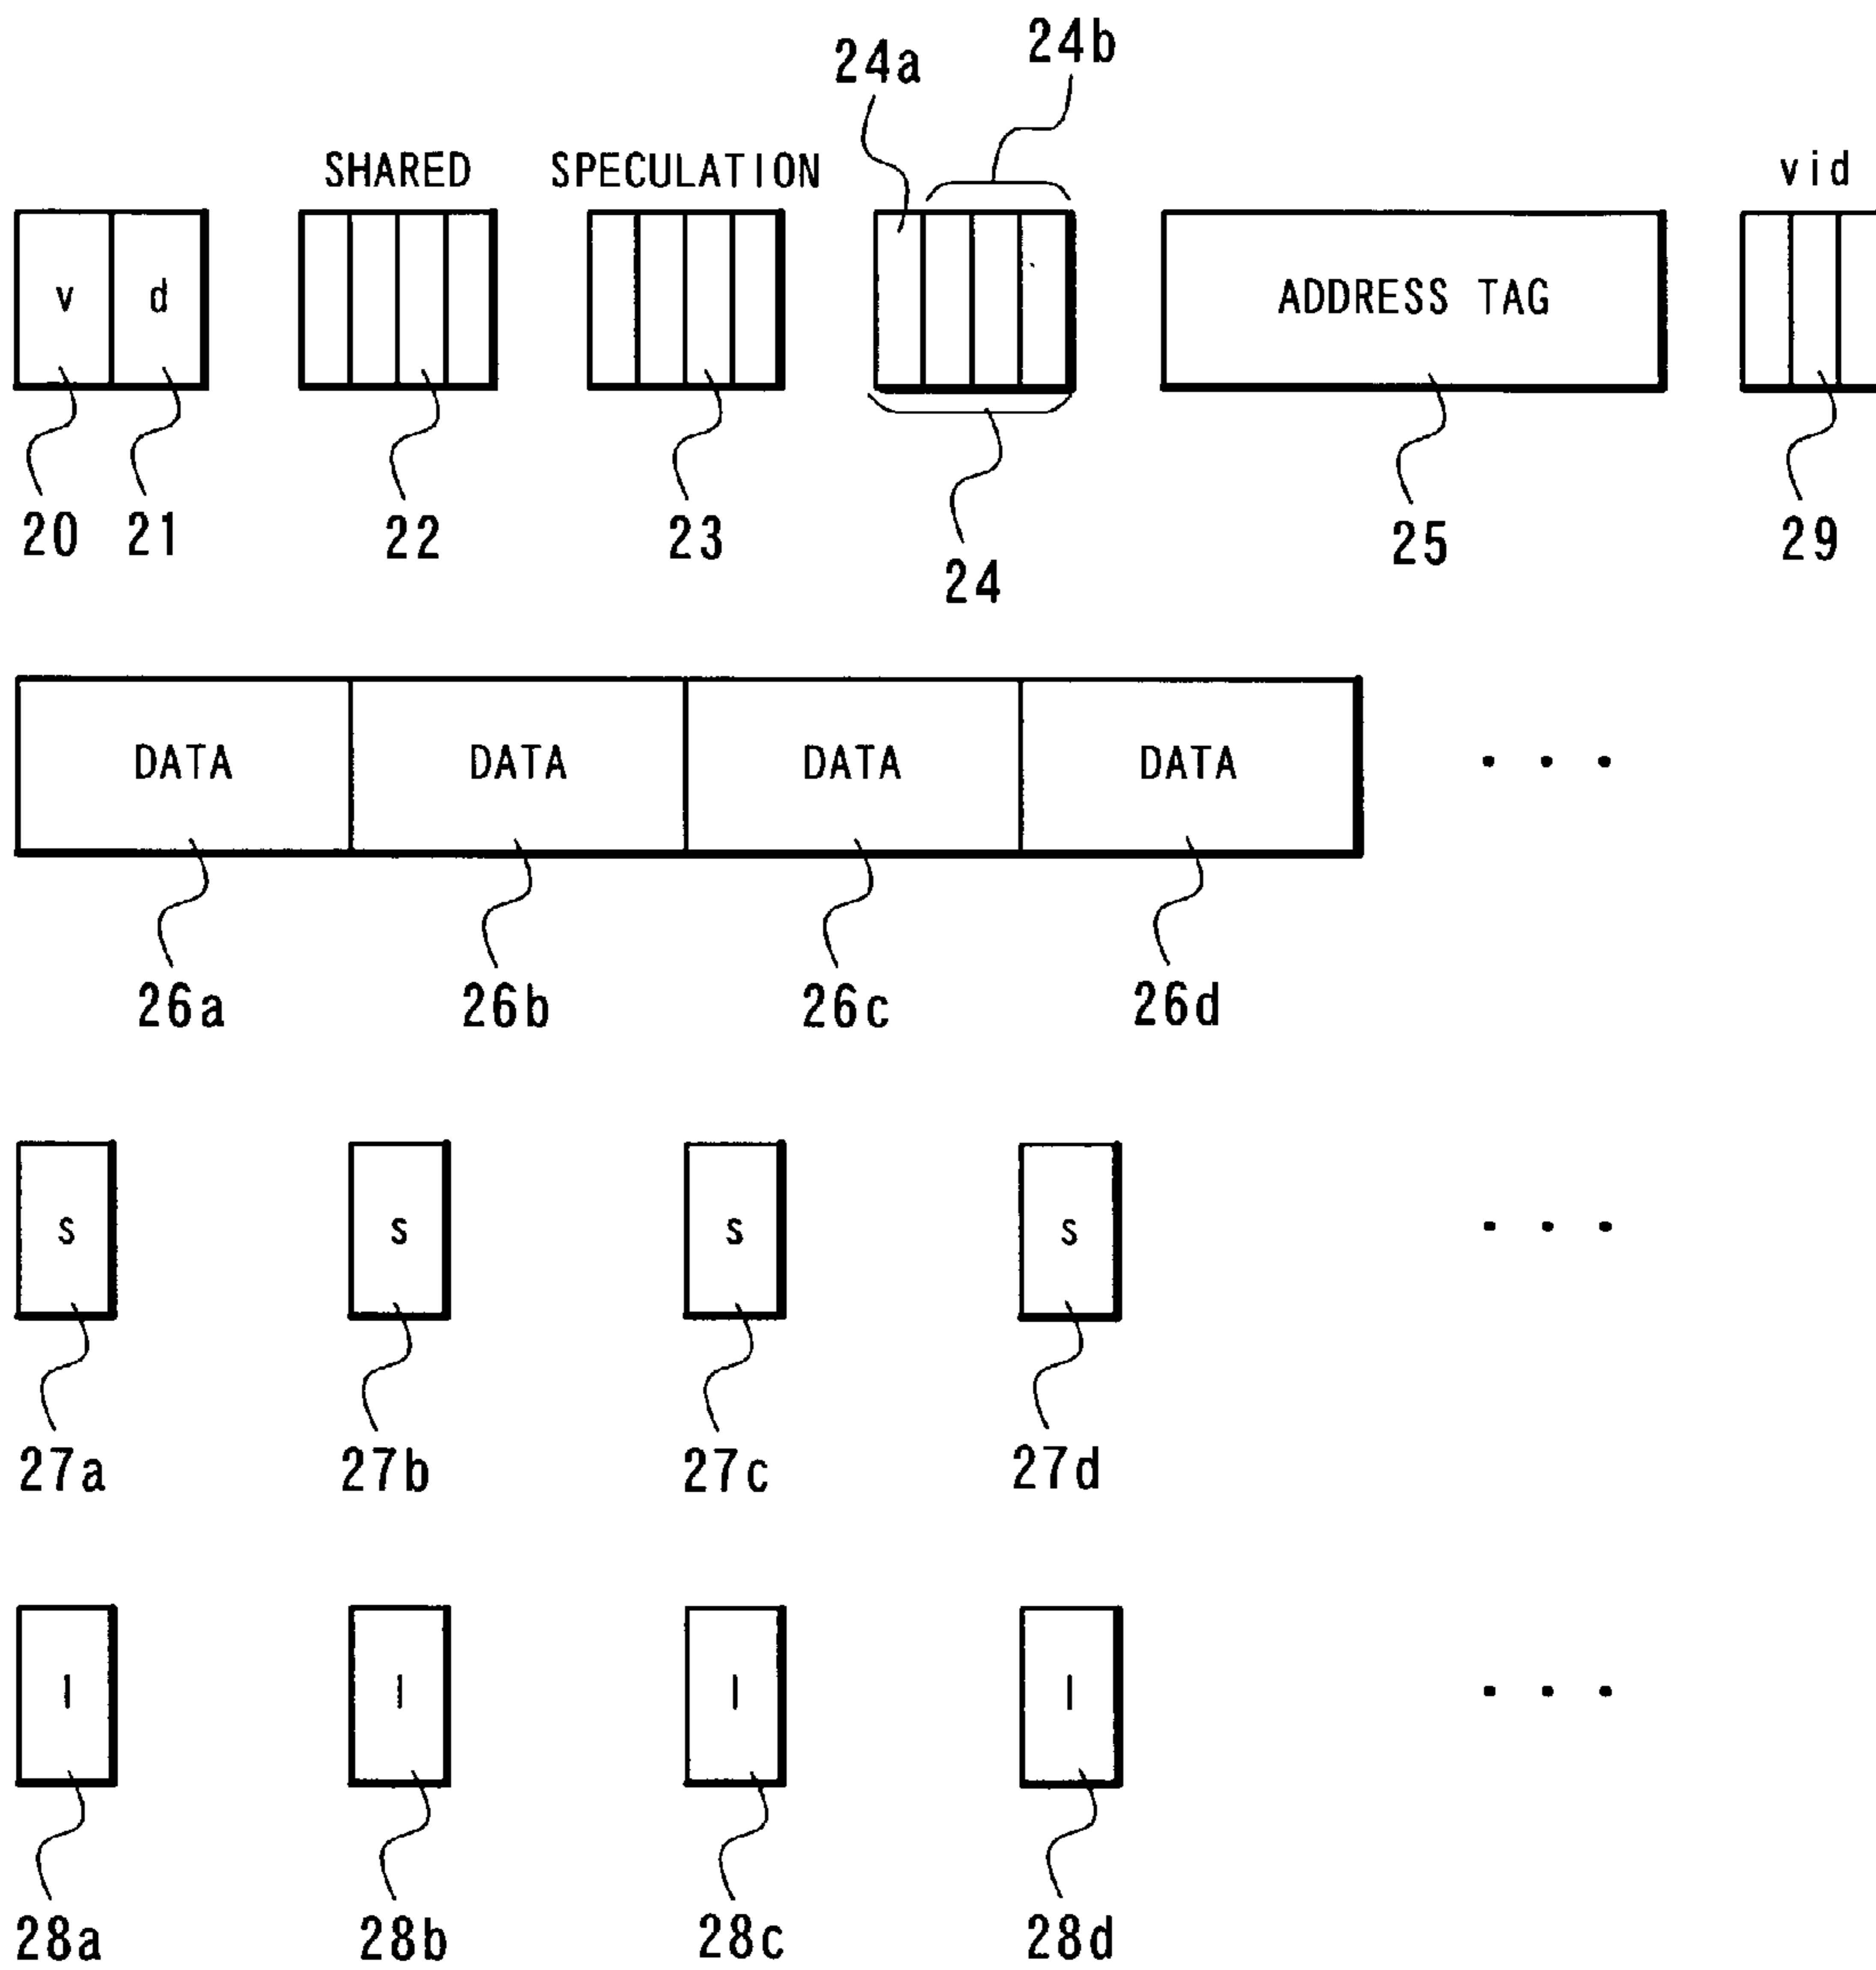 24a 24b
SHARED SPECULATION vid
v d ADDRESS TAG
20 21 22 23 24 25 29
DATA DATA DATA DATA . . .
26a 26b 26c 26d
s s s s . . .
27a 27b 27c 27d
l l l l . . .
28a 28b 28c 28d